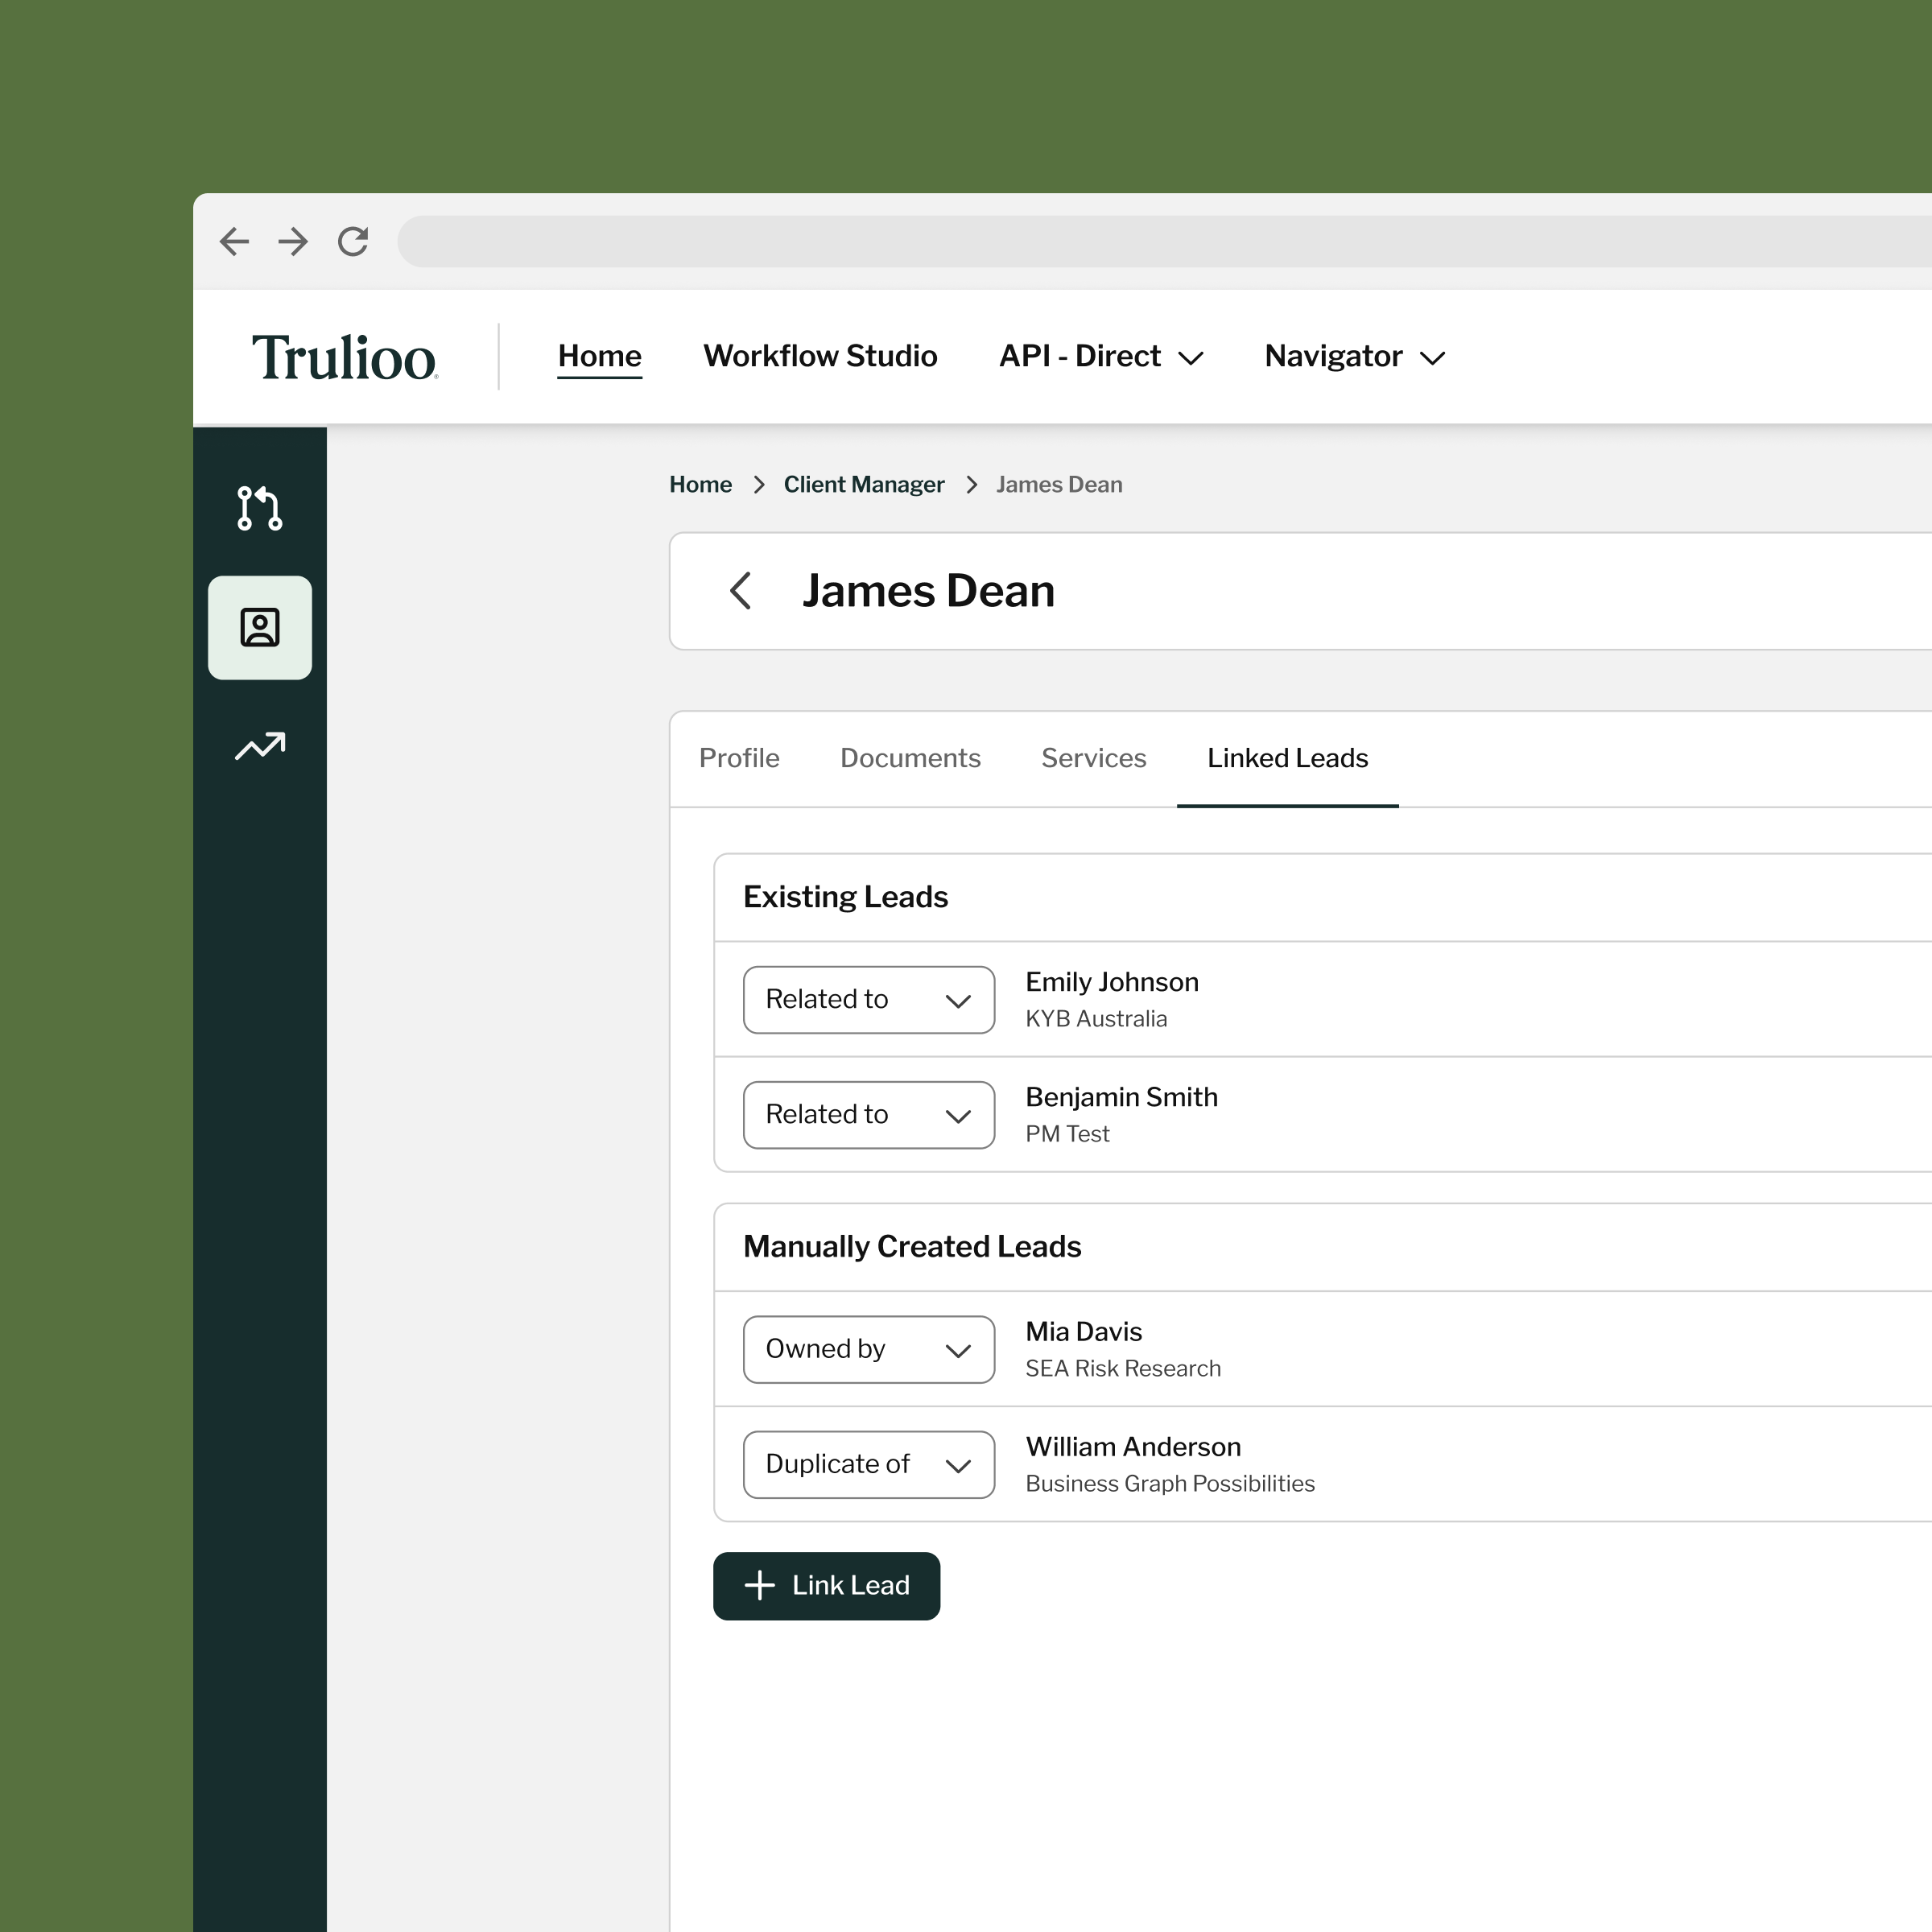 Trulioo
Home Workflow Studio API - Direct Navigator
Home Client Manager James Dean
James Dean
Profile Documents Services Linked Leads
Existing Leads
Related to
Emily Johnson
KYB Australia
Related to
Benjamin Smith
PM Test
Manually Created Leads
Owned by
Mia Davis
SEA Risk Research
Duplicate of
William Anderson
Business Graph Possibilities
Link Lead